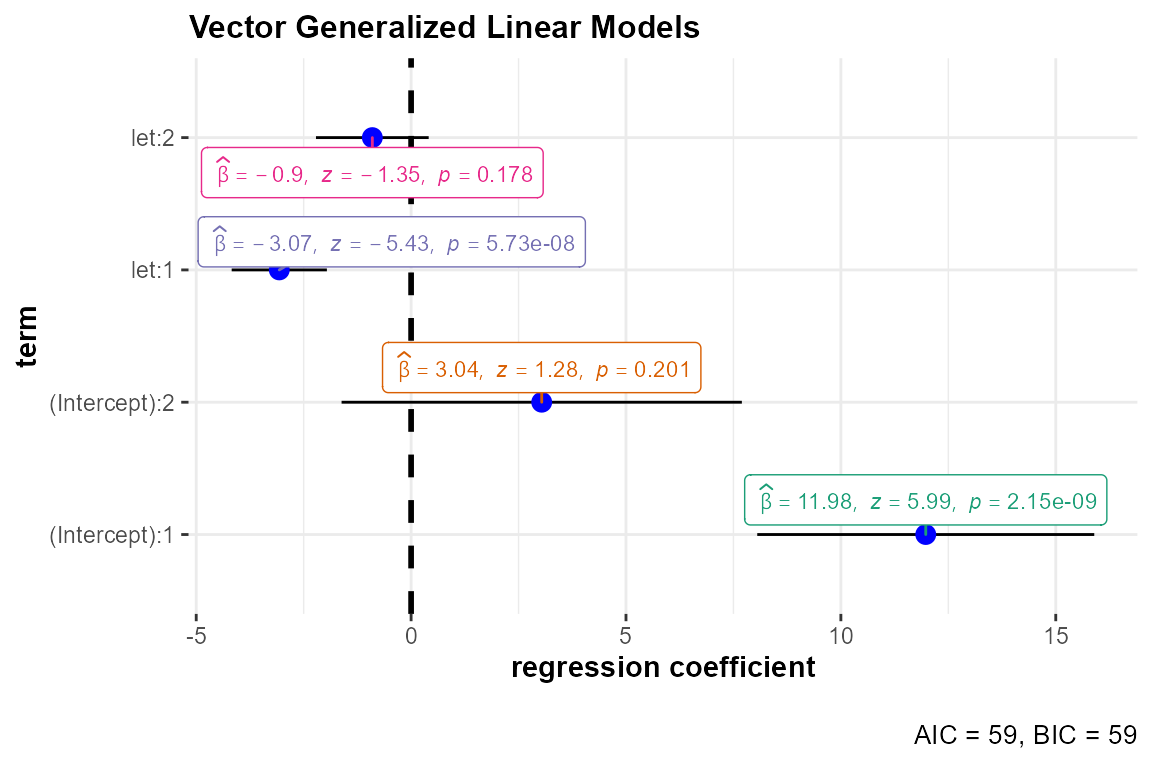 Vector Generalized Linear Models
let:2
β̂ = − 0.9, z = − 1.35, p = 0.178
β̂ = − 3.07, z = − 5.43, p = 5.73e-08
let:1
term
β̂ = 3.04, z = 1.28, p = 0.201
(Intercept):2
β̂ = 11.98, z = 5.99, p = 2.15e-09
(Intercept):1
-5 0 5 10 15
regression coefficient
AIC = 59, BIC = 59